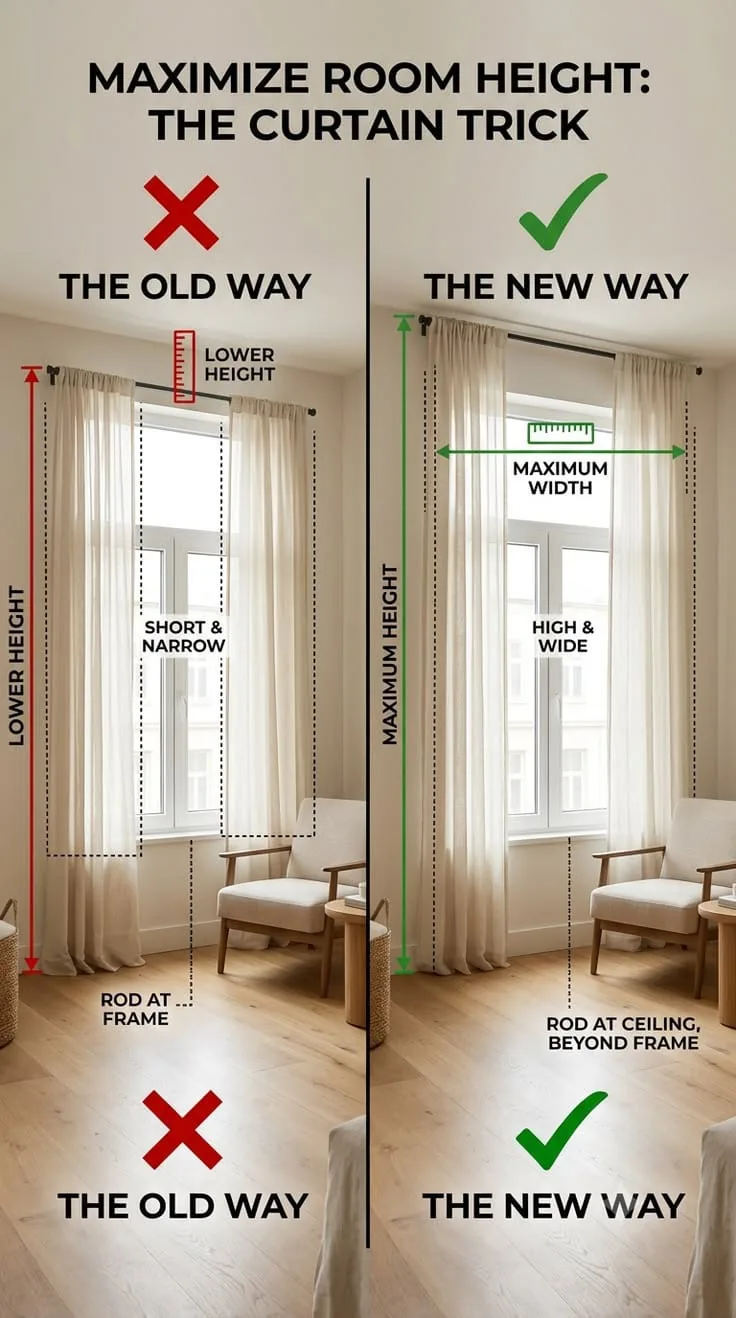 MAXIMIZE ROOM HEIGHT:
THE CURTAIN TRICK
THE OLD WAY
LOWER
HEIGHT
LOWER HEIGHT
SHORT &
NARROW
ROD AT
FRAME
THE OLD WAY
THE NEW WAY
MAXIMUM
WIDTH
MAXIMUM HEIGHT
HIGH &
WIDE
ROD AT CEILING,
BEYOND FRAME
THE NEW WAY